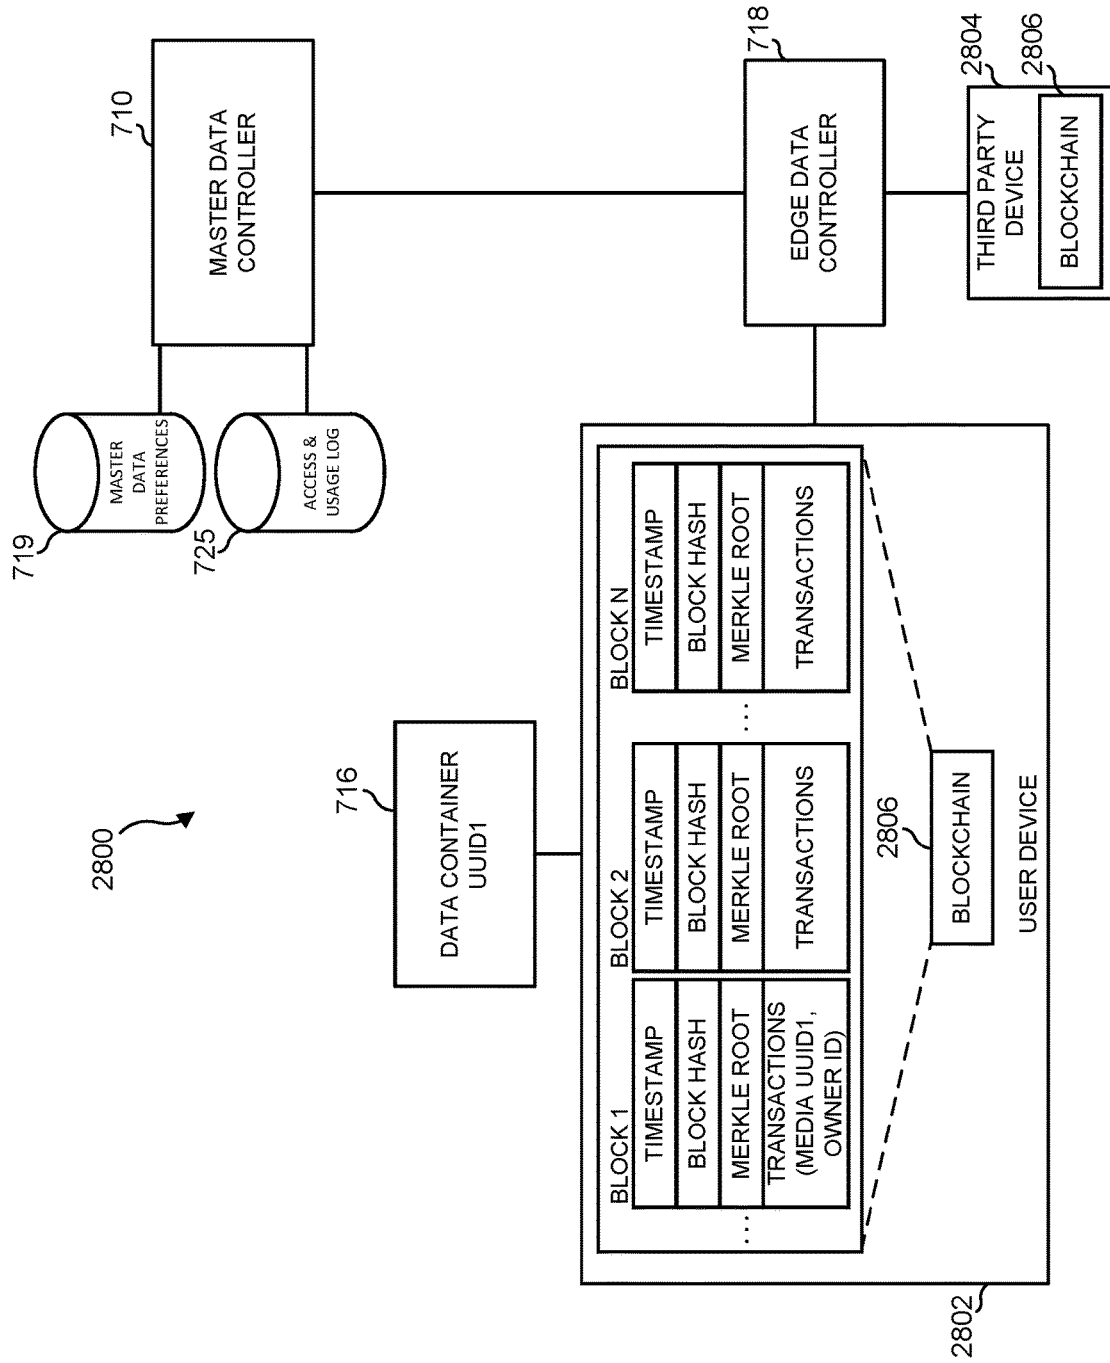 2800
719
MASTER
DATA
PREFERENCES
725
ACCESS &
USAGE LOG
710
MASTER DATA
CONTROLLER
716
DATA CONTAINER
UUID1
718
EDGE DATA
CONTROLLER
2804
THIRD PARTY
DEVICE
2806
BLOCKCHAIN
2802
BLOCK 1
TIMESTAMP
BLOCK HASH
MERKLE ROOT
TRANSACTIONS
(MEDIA UUID1,
OWNER ID)
...
BLOCK 2
TIMESTAMP
BLOCK HASH
MERKLE ROOT
TRANSACTIONS
...
BLOCK N
TIMESTAMP
BLOCK HASH
MERKLE ROOT
TRANSACTIONS
2806
BLOCKCHAIN
USER DEVICE